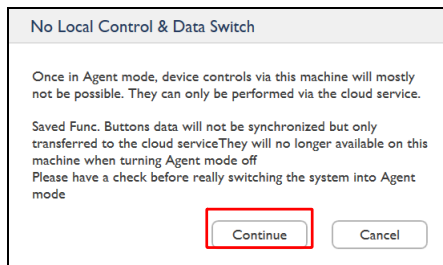 No Local Control & Data Switch
Once in Agent mode, device controls via this machine will mostly
not be possible. They can only be performed via the cloud service.
Saved Func. Buttons data will not be synchronized but only
transferred to the cloud serviceThey will no longer available on this
machine when turning Agent mode off
Please have a check before really switching the system into Agent
mode
Continue
Cancel